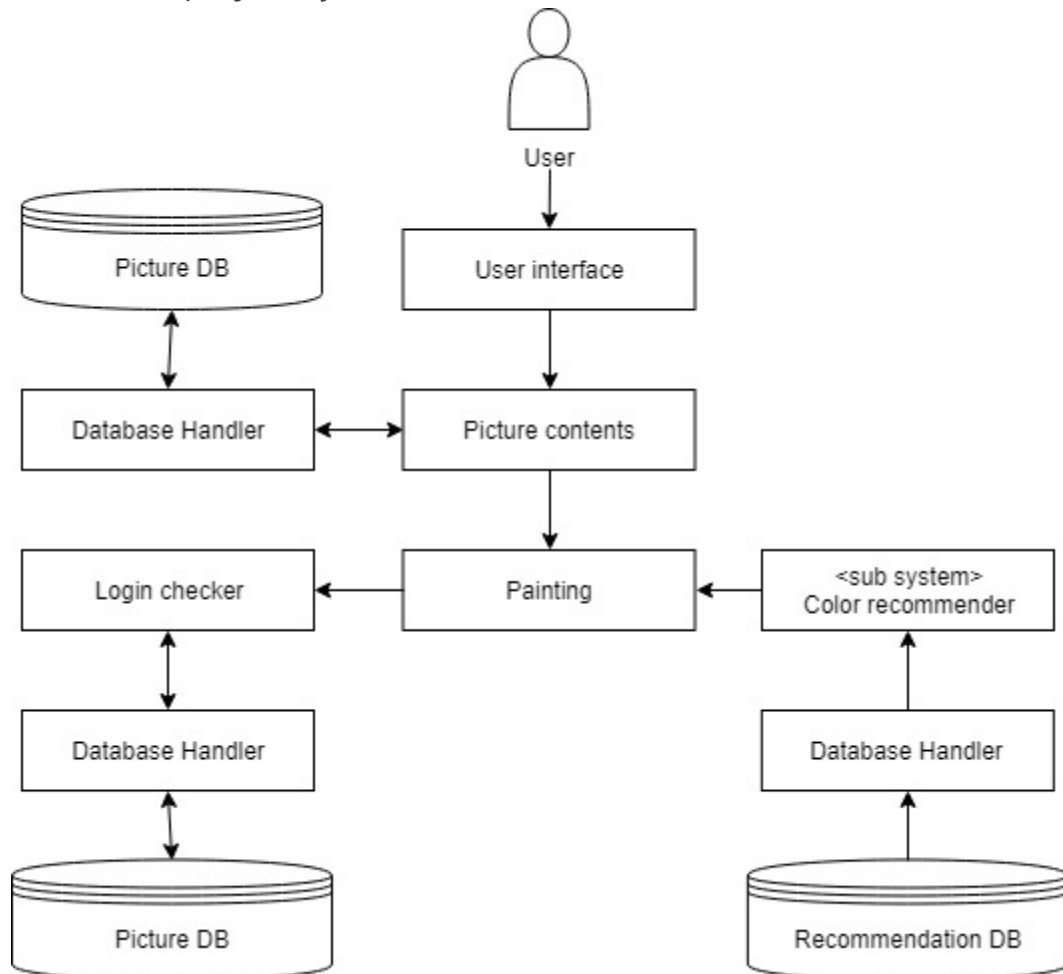 User
Picture DB
User interface
Database Handler
Picture contents
Login checker
Painting
<sub system>
Color recommender
Database Handler
Database Handler
Picture DB
Recommendation DB